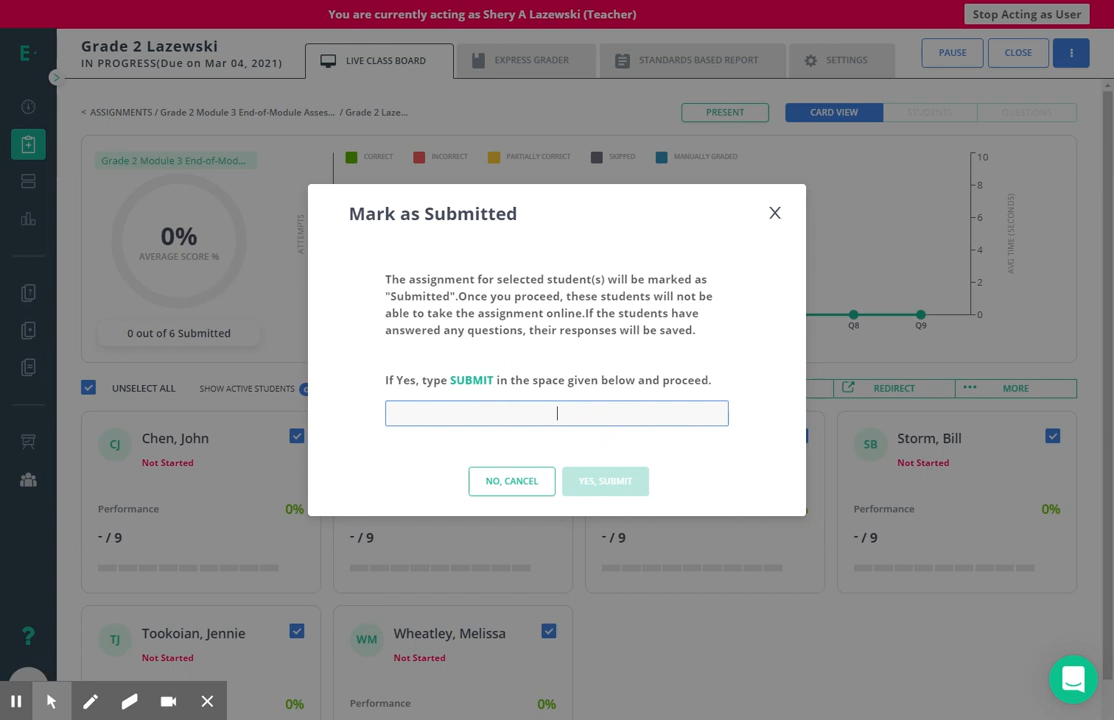 You are currently acting as Shery A Lazewski (Teacher)
Stop Acting as User
E
Grade 2 Lazewski
IN PROGRESS(Due on Mar 04, 2021)
LIVE CLASS BOARD
EXPRESS GRADER
STANDARDS BASED REPORT
SETTINGS
PAUSE
CLOSE
< ASSIGNMENTS / Grade 2 Module 3 End-of-Module Asses... / Grade 2 Laze...
PRESENT
CARD VIEW
STUDENTS
QUESTIONS
Grade 2 Module 3 End-of-Mod...
CORRECT
INCORRECT
PARTIALLY CORRECT
SKIPPED
MANUALLY GRADED
0%
AVERAGE SCORE %
0 out of 6 Submitted
ATTEMPTS
10
8
6
4
2
0
AVG TIME (SECONDS)
Q8
Q9
Mark as Submitted
X
The assignment for selected student(s) will be marked as
"Submitted".Once you proceed, these students will not be
able to take the assignment online.If the students have
answered any questions, their responses will be saved.
If Yes, type SUBMIT in the space given below and proceed.
NO, CANCEL
YES, SUBMIT
UNSELECT ALL
SHOW ACTIVE STUDENTS
REDIRECT
MORE
CJ
Chen, John
Not Started
Performance
0%
- / 9
- / 9
- / 9
SB
Storm, Bill
Not Started
Performance
0%
- / 9
TJ
Tookoian, Jennie
Not Started
0%
WM
Wheatley, Melissa
Not Started
Performance
0%
?